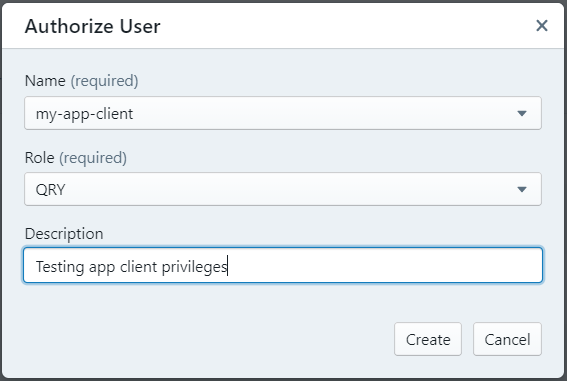 Authorize User
Name (required)
my-app-client
Role (required)
QRY
Description
Testing app client privileges
Create Cancel